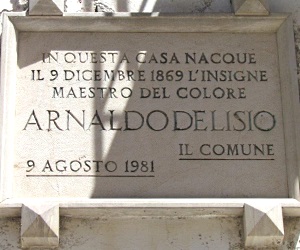 IN QUESTA CASA NACQUE
IL 9 DICEMBRE 1869 L'INSIGNE
MAESTRO DEL COLORE
ARNALDO DE LISIO
IL COMUNE
9 AGOSTO 1981